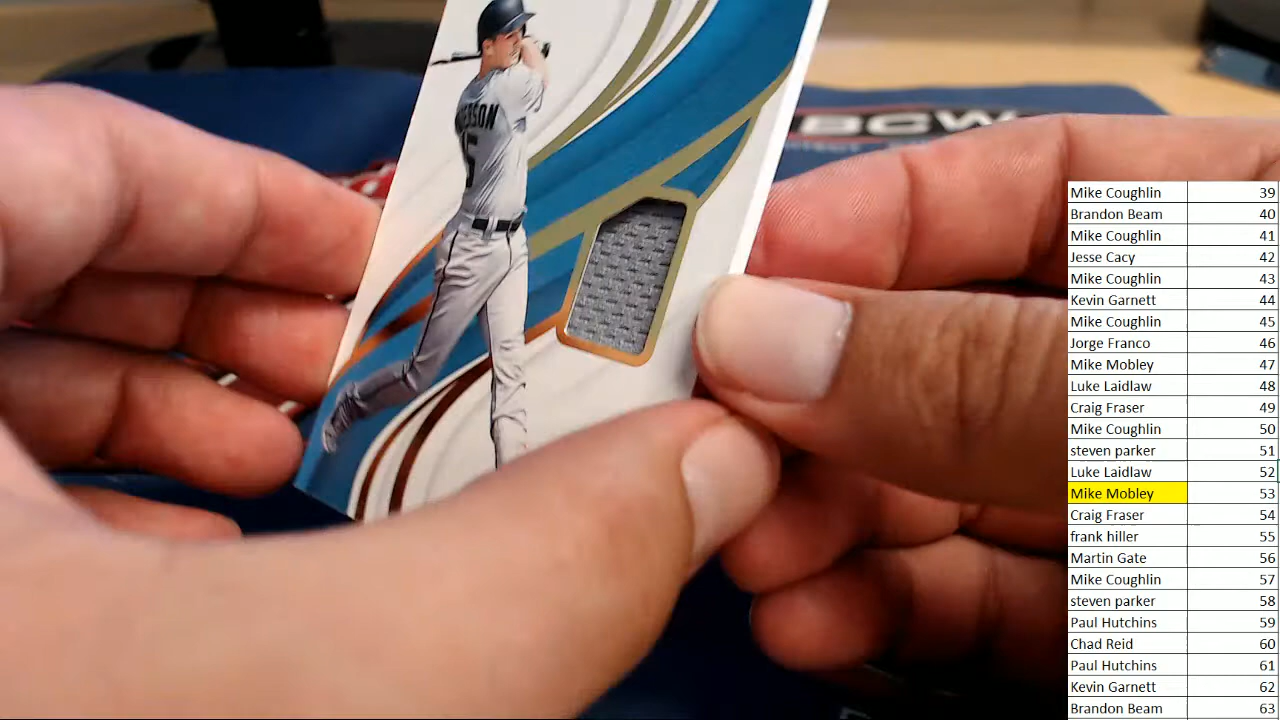 BCW
Mike Coughlin 39
Brandon Beam 40
Mike Coughlin 41
Jesse Cacy 42
Mike Coughlin 43
Kevin Garnett 44
Mike Coughlin 45
Jorge Franco 46
Mike Mobley 47
Luke Laidlaw 48
Craig Fraser 49
Mike Coughlin 50
steven parker 51
Luke Laidlaw 52
Mike Mobley 53
Craig Fraser 54
frank hiller 55
Martin Gate 56
Mike Coughlin 57
steven parker 58
Paul Hutchins 59
Chad Reid 60
Paul Hutchins 61
Kevin Garnett 62
Brandon Beam 63